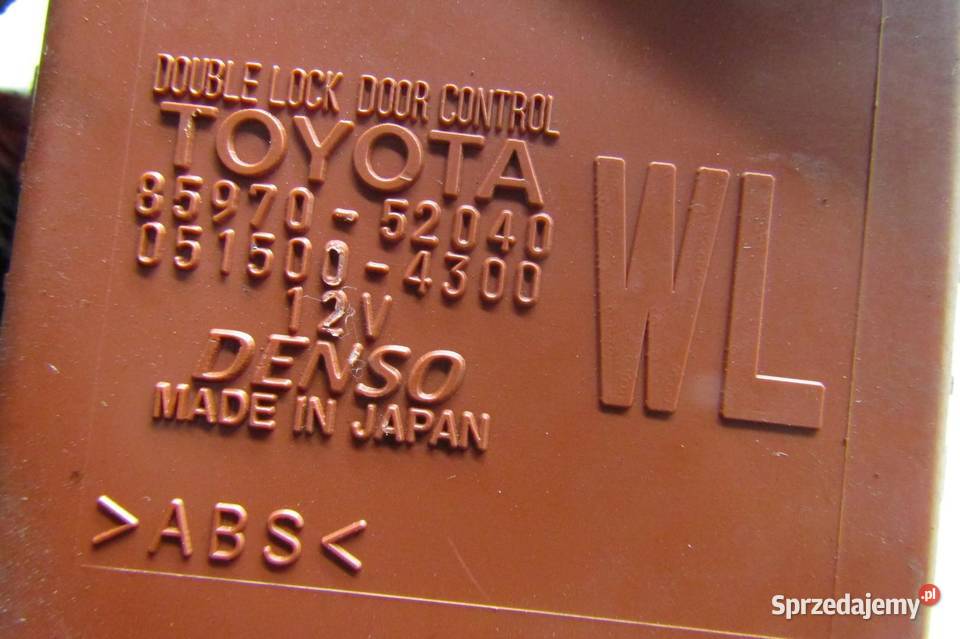 DOUBLE LOCK DOOR CONTROL
TOYOTA
85970-52040
051500-4300
12V
DENSO
MADE IN JAPAN
WL
>ABS<
Sprzedajemy.pl